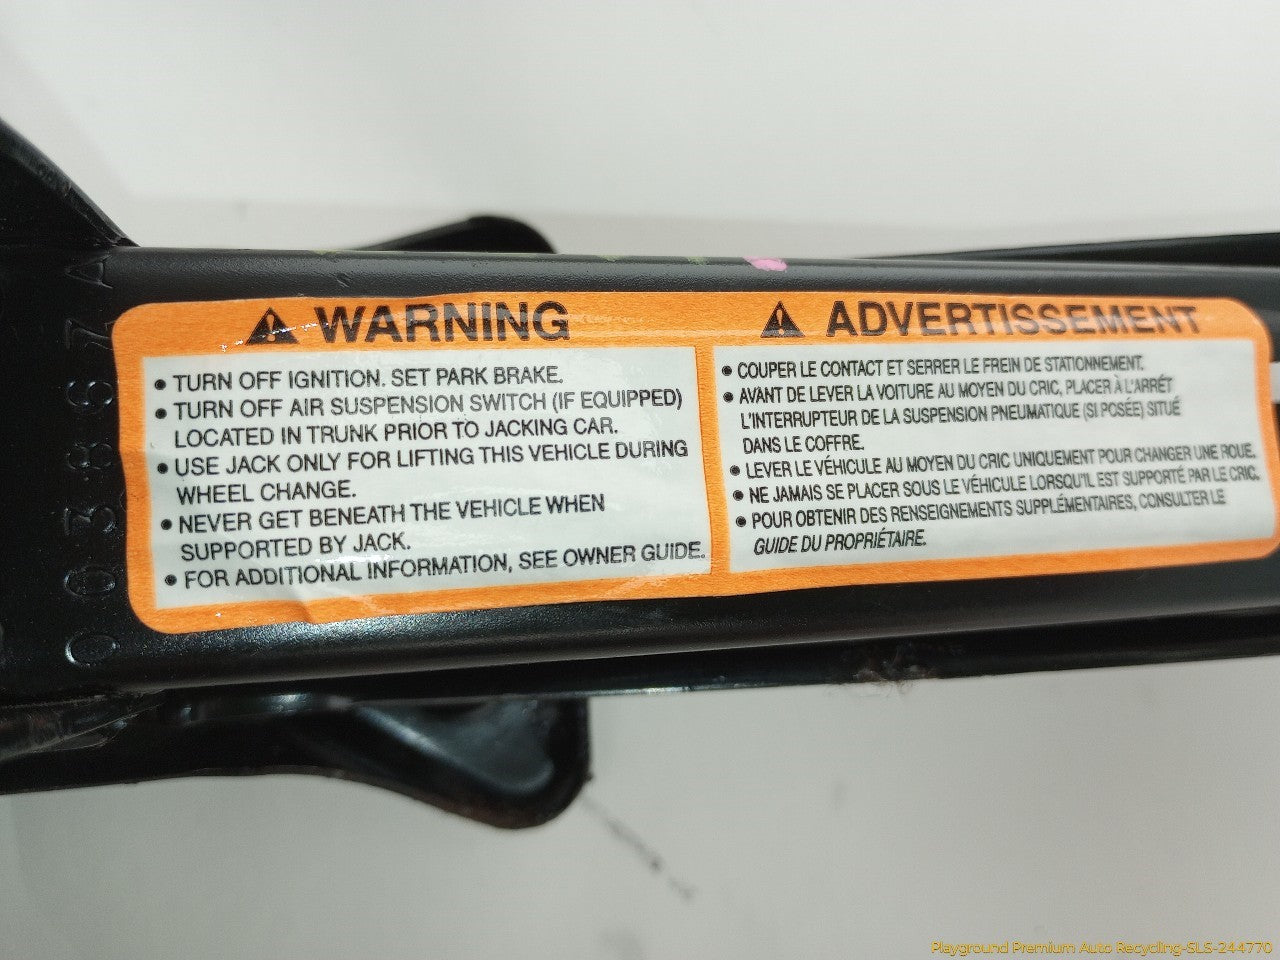 WARNING
• TURN OFF IGNITION. SET PARK BRAKE.
• TURN OFF AIR SUSPENSION SWITCH (IF EQUIPPED)
LOCATED IN TRUNK PRIOR TO JACKING CAR.
• USE JACK ONLY FOR LIFTING THIS VEHICLE DURING
WHEEL CHANGE.
• NEVER GET BENEATH THE VEHICLE WHEN
SUPPORTED BY JACK.
• FOR ADDITIONAL INFORMATION, SEE OWNER GUIDE.
ADVERTISSEMENT
• COUPER LE CONTACT ET SERRER LE FREIN DE STATIONNEMENT.
• AVANT DE LEVER LA VOITURE AU MOYEN DU CRIC, PLACER À L'ARRÊT
L'INTERRUPTEUR DE LA SUSPENSION PNEUMATIQUE (SI POSÉE) SITUÉ
DANS LE COFFRE.
• LEVER LE VÉHICULE AU MOYEN DU CRIC UNIQUEMENT POUR CHANGER UNE ROUE.
• NE JAMAIS SE PLACER SOUS LE VÉHICULE LORSQU'IL EST SUPPORTÉ PAR LE CRIC.
• POUR OBTENIR DES RENSEIGNEMENTS SUPPLÉMENTAIRES, CONSULTER LE
GUIDE DU PROPRIÉTAIRE.
003867A
Playground Premium Auto Recycling-SLS-244770